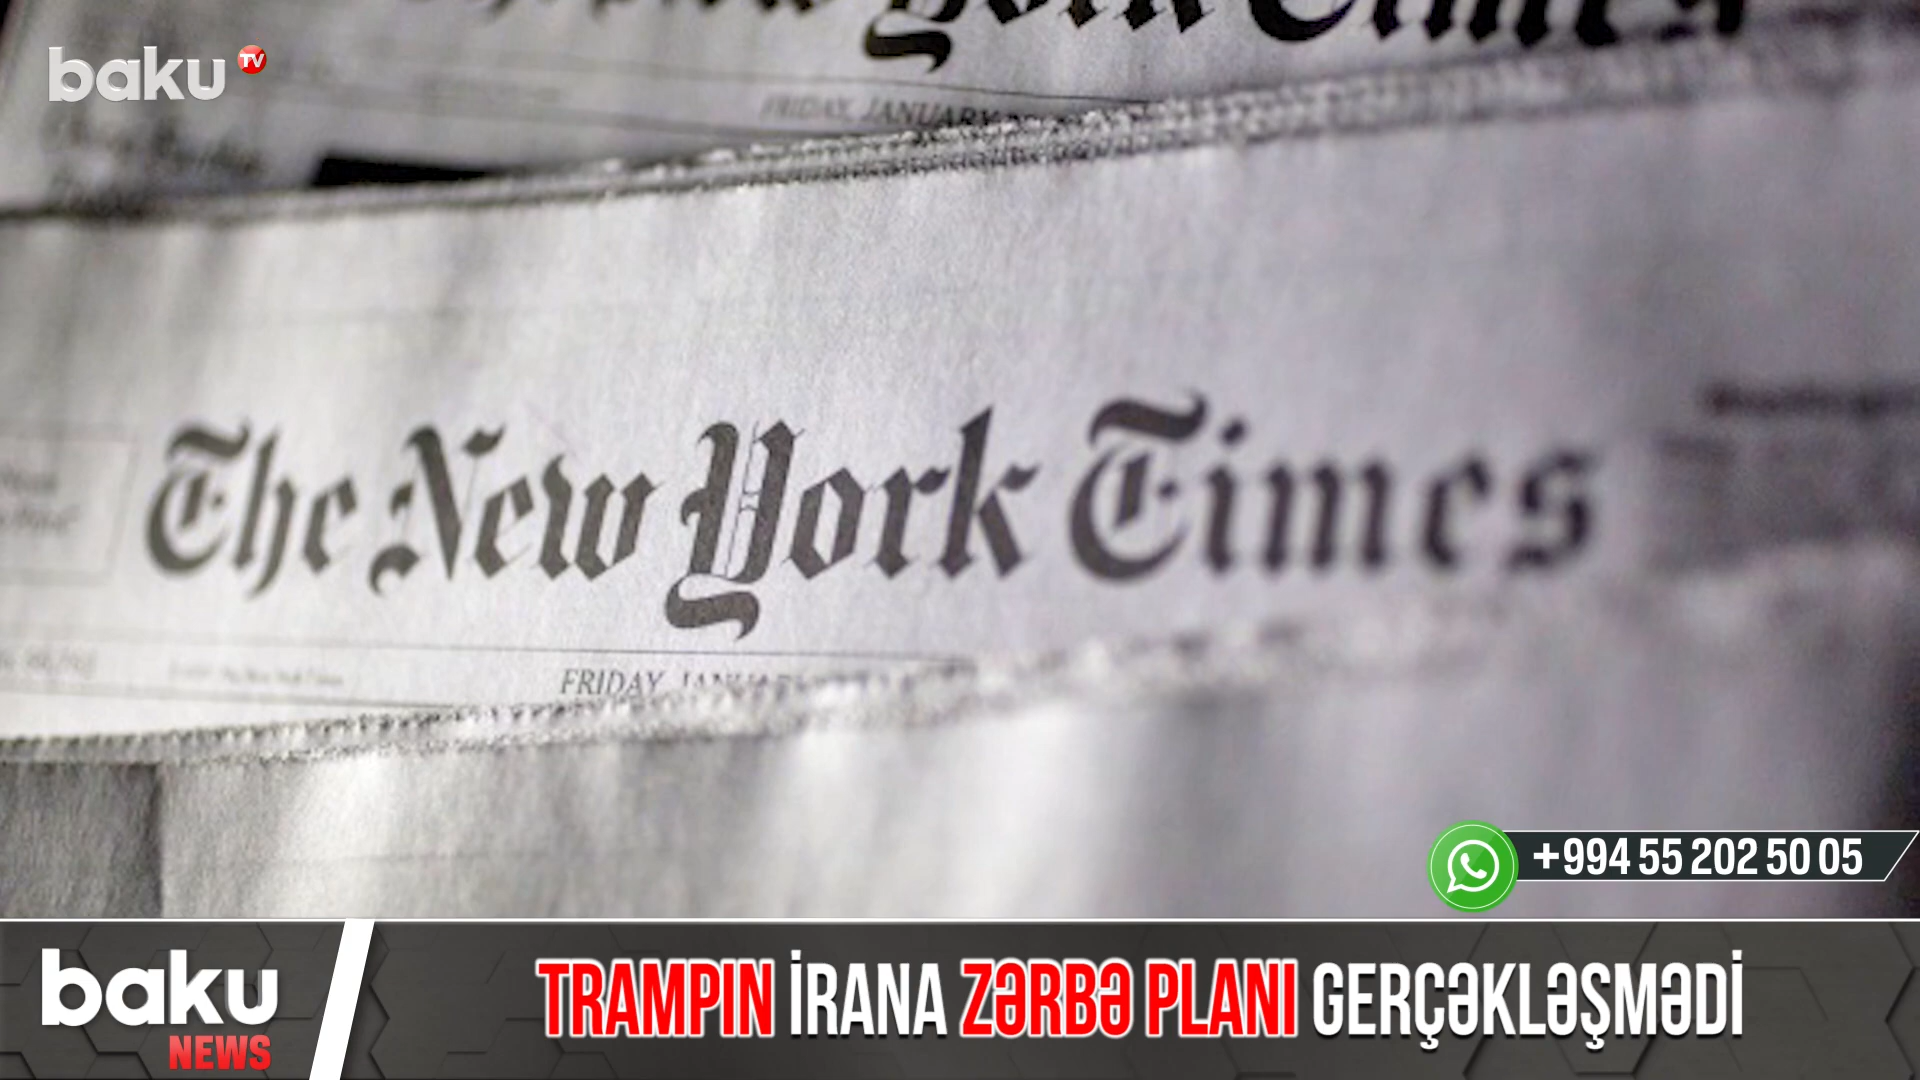 baku TV
FRIDAY, JANUARY
The New York Times
FRIDAY, JANUARY
+994 55 202 50 05
baku
NEWS
TRAMPIN İRANA ZƏRBƏ PLANI GERÇƏKLƏŞMƏDİ